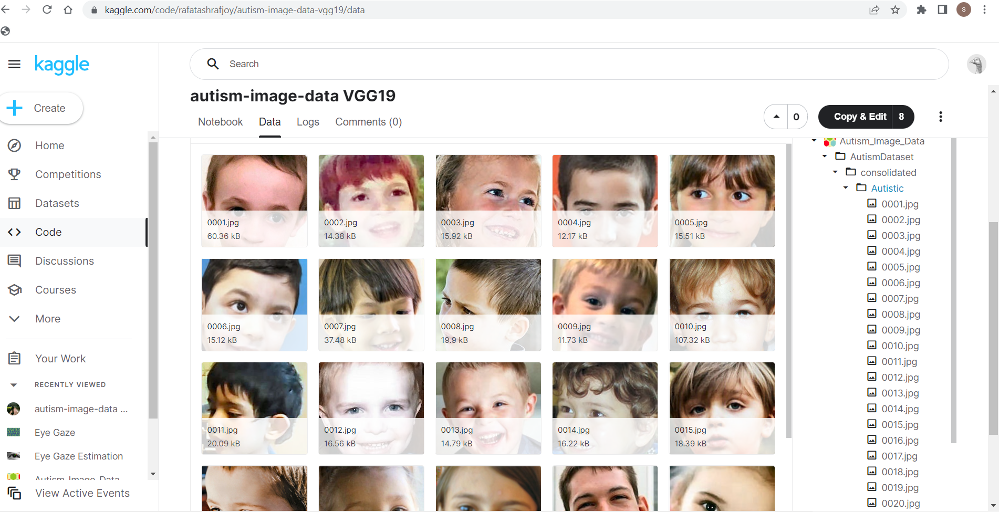 kaggle.com/code/rafatashrafjoy/autism-image-data-vgg19/data
S
kaggle
Search
Create
autism-image-data VGG19
Notebook
Data
Logs
Comments (0)
0
Copy & Edit
8
Home
Competitions
Datasets
Code
Discussions
Courses
More
Your Work
RECENTLY VIEWED
autism-image-data ...
Eye Gaze
Eye Gaze Estimation
Autism_Image_Data
View Active Events
0001.jpg
60.36 kB
0002.jpg
14.38 kB
0003.jpg
15.92 kB
0004.jpg
12.17 kB
0005.jpg
15.51 kB
0006.jpg
15.12 kB
0007.jpg
37.48 kB
0008.jpg
19.9 kB
0009.jpg
11.73 kB
0010.jpg
107.32 kB
0011.jpg
20.09 kB
0012.jpg
16.56 kB
0013.jpg
14.79 kB
0014.jpg
16.22 kB
0015.jpg
18.39 kB
Autism_Image_Data
AutismDataset
consolidated
Autistic
0001.jpg
0002.jpg
0003.jpg
0004.jpg
0005.jpg
0006.jpg
0007.jpg
0008.jpg
0009.jpg
0010.jpg
0011.jpg
0012.jpg
0013.jpg
0014.jpg
0015.jpg
0016.jpg
0017.jpg
0018.jpg
0019.jpg
0020.jpg